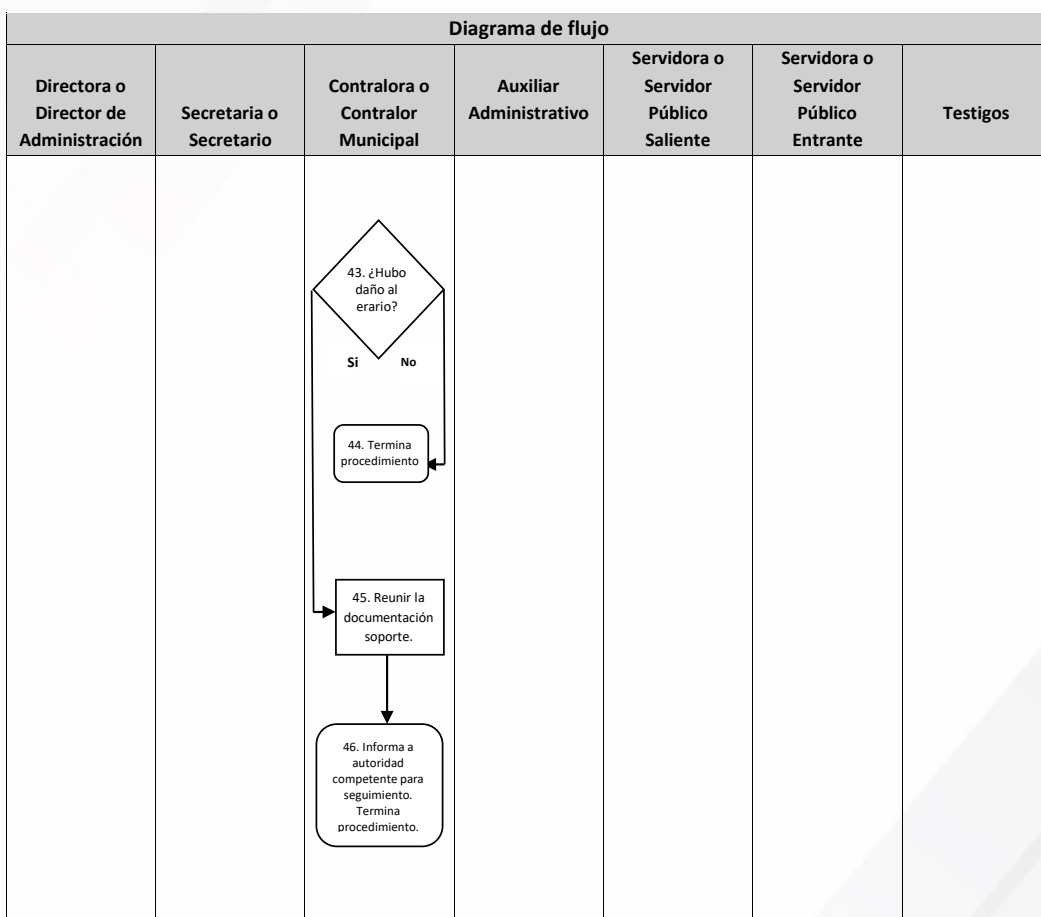 Diagrama de flujo
Directora o
Director de
Administración
Secretaria o
Secretario
Contralora o
Contralor
Municipal
Auxiliar
Administrativo
Servidora o
Servidor
Público
Saliente
Servidora o
Servidor
Público
Entrante
Testigos
43. ¿Hubo
daño al
erario?
Si No
44. Termina
procedimiento
45. Reunir la
documentación
soporte.
46. Informa a
autoridad
competente para
seguimiento.
Termina
procedimiento.